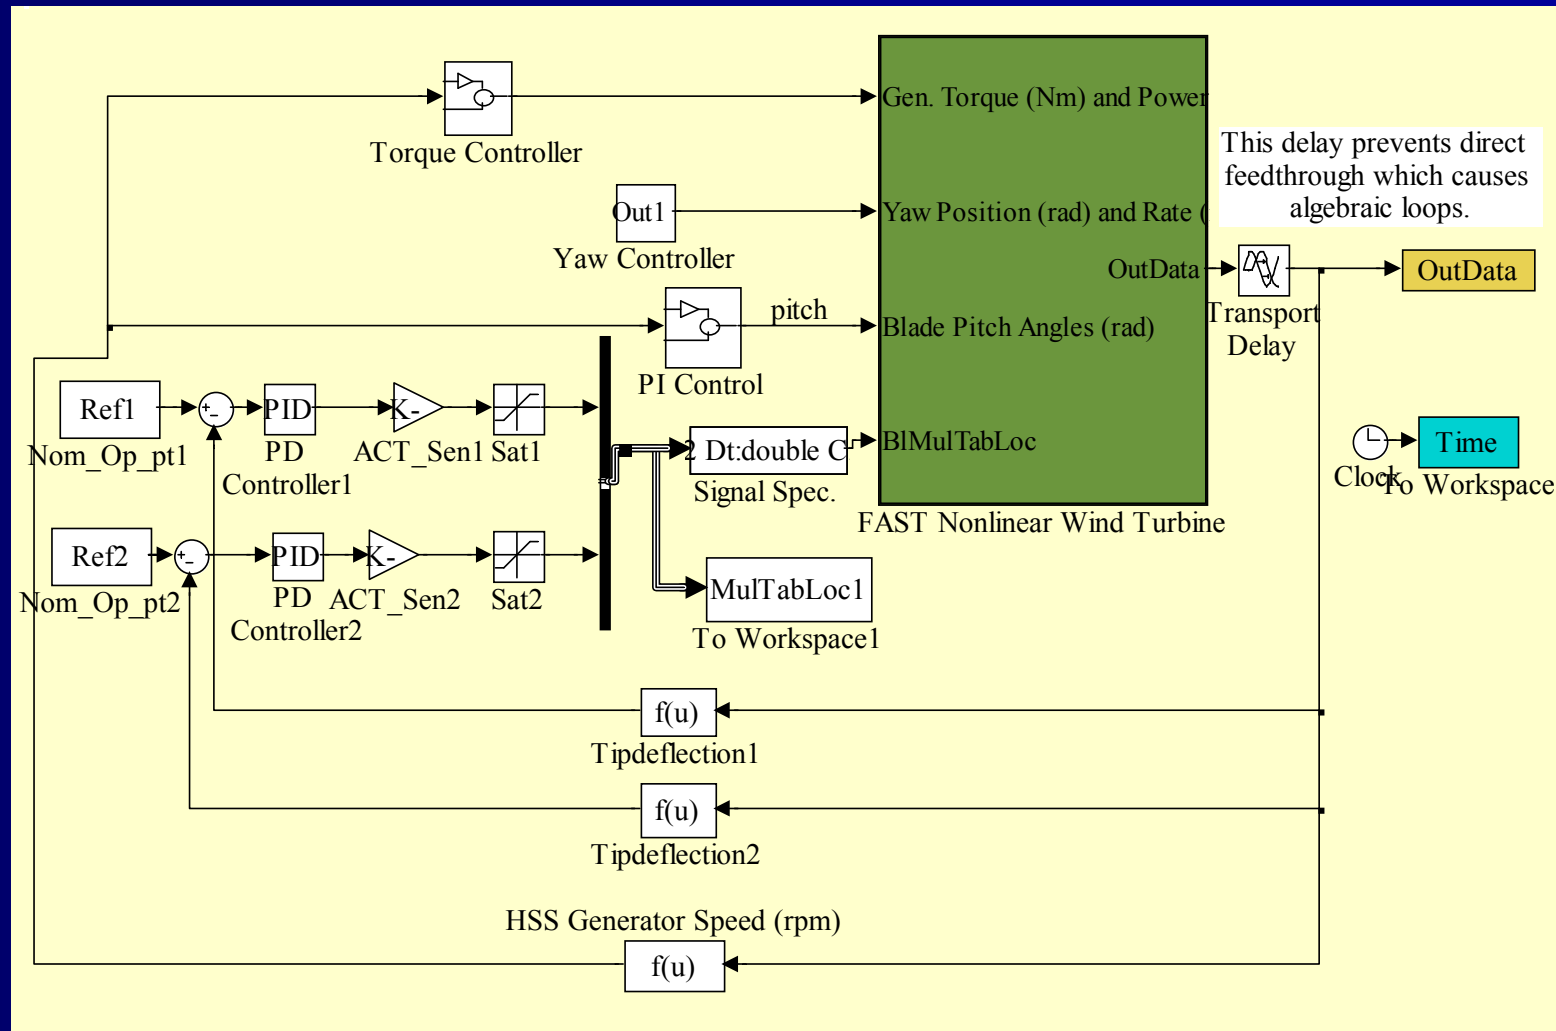 Gen. Torque (Nm) and Power
Torque Controller
This delay prevents direct
feedthrough which causes
algebraic loops.
Out1
Yaw Position (rad) and Rate (
Yaw Controller
OutData
OutData
pitch
Blade Pitch Angles (rad)
Transport
Delay
PI Control
Ref1
+
-
PID
K-
Nom_Op_pt1
PD
Controller1
ACT_Sen1
Sat1
2 Dt:double C
Signal Spec.
BlMulTabLoc
Time
Clock
To Workspace
FAST Nonlinear Wind Turbine
Ref2
+
-
PID
K-
Nom_Op_pt2
PD
Controller2
ACT_Sen2
Sat2
MulTabLoc1
To Workspace1
f(u)
Tipdeflection1
f(u)
Tipdeflection2
HSS Generator Speed (rpm)
f(u)